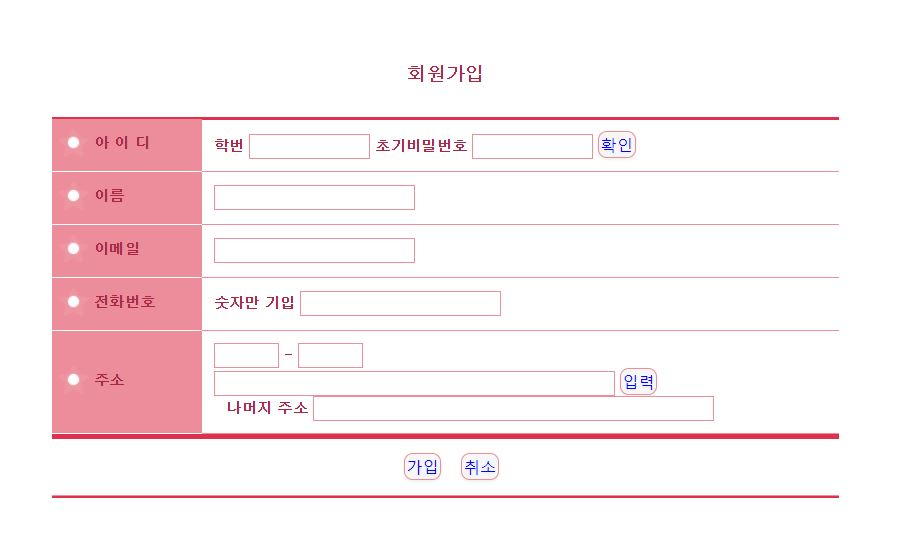 회원가입
아 이 디 학번 초기비밀번호 확인
이름
이메일
전화번호 숫자만 기입
-
주소 입력
나머지 주소
가입 취소